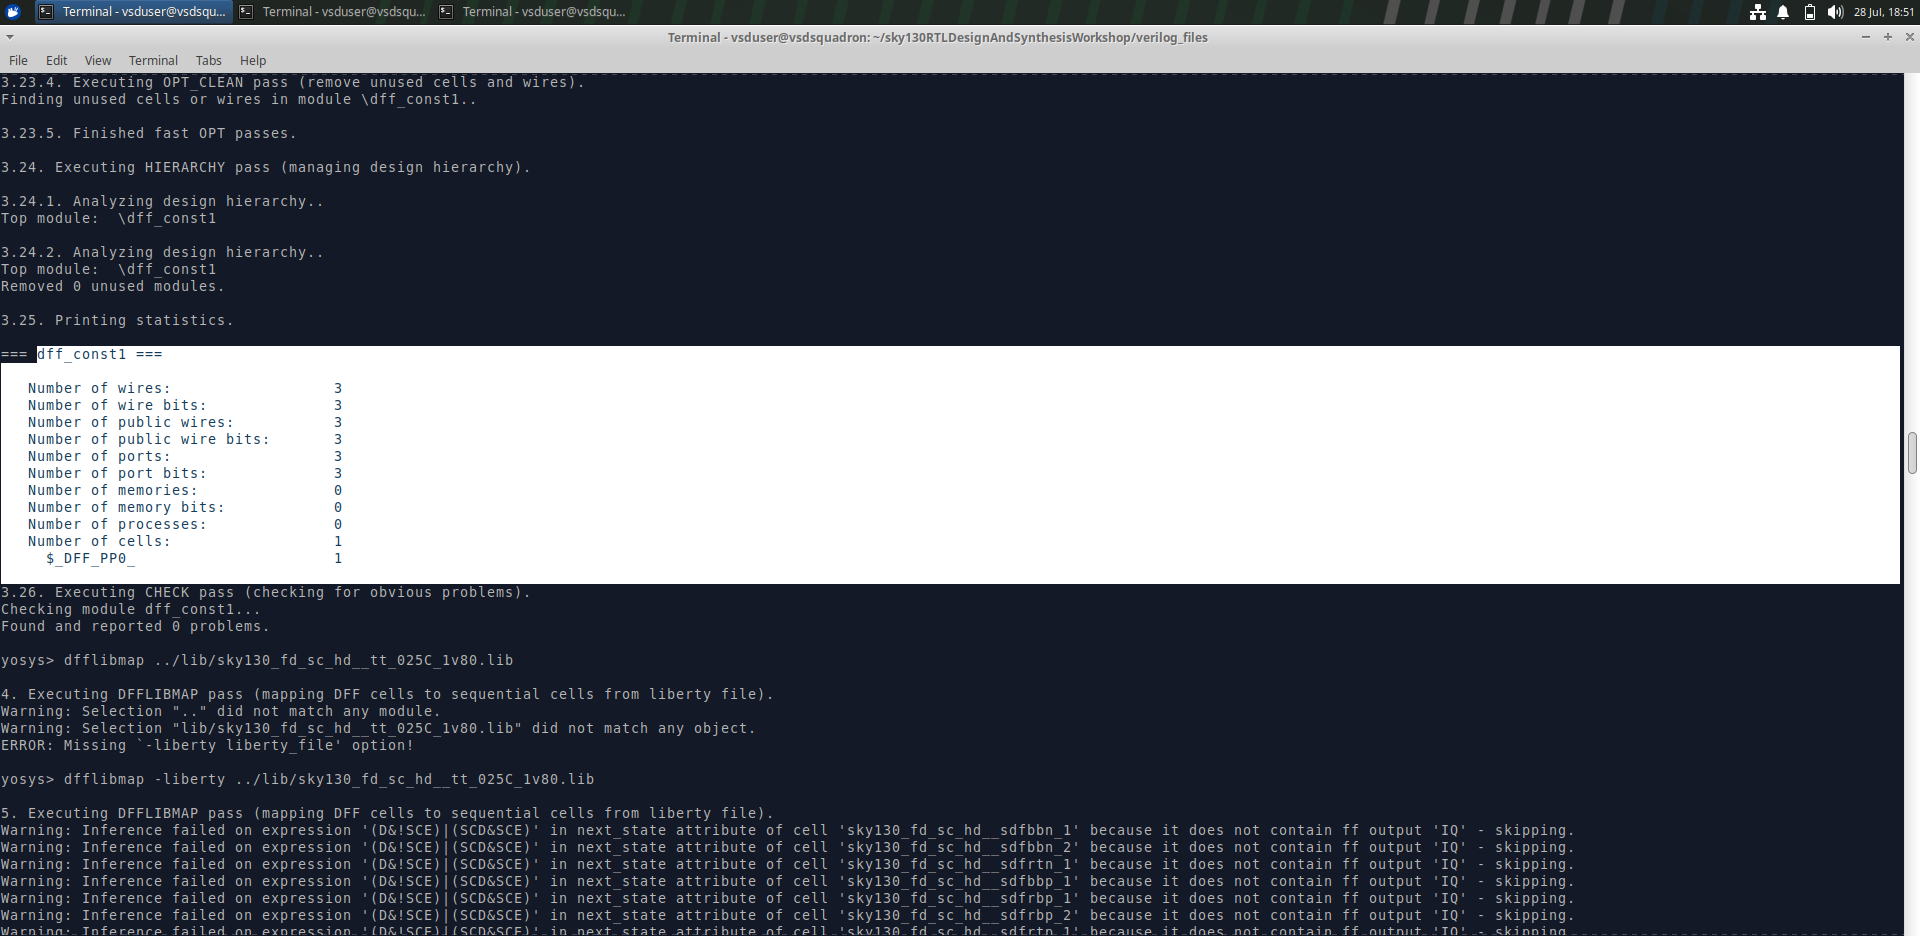 Terminal - vsduser@vsdsqu... Terminal - vsduser@vsdsqu... Terminal - vsduser@vsdsqu... 28 Jul, 18:51
Terminal - vsduser@vsdsquadron: ~/sky130RTLDesignAndSynthesisWorkshop/verilog_files
File Edit View Terminal Tabs Help
3.23.4. Executing OPT_CLEAN pass (remove unused cells and wires).
Finding unused cells or wires in module \dff_const1..
3.23.5. Finished fast OPT passes.
3.24. Executing HIERARCHY pass (managing design hierarchy).
3.24.1. Analyzing design hierarchy..
Top module:  \dff_const1
3.24.2. Analyzing design hierarchy..
Top module:  \dff_const1
Removed 0 unused modules.
3.25. Printing statistics.
=== dff_const1 ===
Number of wires: 3
Number of wire bits: 3
Number of public wires: 3
Number of public wire bits: 3
Number of ports: 3
Number of port bits: 3
Number of memories: 0
Number of memory bits: 0
Number of processes: 0
Number of cells: 1
$_DFF_PP0_ 1
3.26. Executing CHECK pass (checking for obvious problems).
Checking module dff_const1...
Found and reported 0 problems.
yosys> dfflibmap ../lib/sky130_fd_sc_hd__tt_025C_1v80.lib
4. Executing DFFLIBMAP pass (mapping DFF cells to sequential cells from liberty file).
Warning: Selection ".." did not match any module.
Warning: Selection "lib/sky130_fd_sc_hd__tt_025C_1v80.lib" did not match any object.
ERROR: Missing `-liberty liberty_file' option!
yosys> dfflibmap -liberty ../lib/sky130_fd_sc_hd__tt_025C_1v80.lib
5. Executing DFFLIBMAP pass (mapping DFF cells to sequential cells from liberty file).
Warning: Inference failed on expression '(D&!SCE)|(SCD&SCE)' in next_state attribute of cell 'sky130_fd_sc_hd__sdfbbn_1' because it does not contain ff output 'IQ' - skipping.
Warning: Inference failed on expression '(D&!SCE)|(SCD&SCE)' in next_state attribute of cell 'sky130_fd_sc_hd__sdfbbn_2' because it does not contain ff output 'IQ' - skipping.
Warning: Inference failed on expression '(D&!SCE)|(SCD&SCE)' in next_state attribute of cell 'sky130_fd_sc_hd__sdfrtn_1' because it does not contain ff output 'IQ' - skipping.
Warning: Inference failed on expression '(D&!SCE)|(SCD&SCE)' in next_state attribute of cell 'sky130_fd_sc_hd__sdfbbp_1' because it does not contain ff output 'IQ' - skipping.
Warning: Inference failed on expression '(D&!SCE)|(SCD&SCE)' in next_state attribute of cell 'sky130_fd_sc_hd__sdfrbp_1' because it does not contain ff output 'IQ' - skipping.
Warning: Inference failed on expression '(D&!SCE)|(SCD&SCE)' in next_state attribute of cell 'sky130_fd_sc_hd__sdfrbp_2' because it does not contain ff output 'IQ' - skipping.
Warning: Inference failed on expression '(D&!SCE)|(SCD&SCE)' in next_state attribute of cell 'sky130_fd_sc_hd__sdfrtp_1' because it does not contain ff output 'IQ' - skipping.